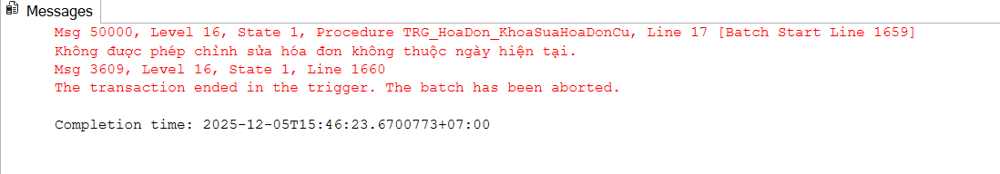 Messages
Msg 50000, Level 16, State 1, Procedure TRG_HoaDon_KhoaSuaHoaDonCu, Line 17 [Batch Start Line 1659]
Không được phép chỉnh sửa hóa đơn không thuộc ngày hiện tại.
Msg 3609, Level 16, State 1, Line 1660
The transaction ended in the trigger. The batch has been aborted.
Completion time: 2025-12-05T15:46:23.6700773+07:00